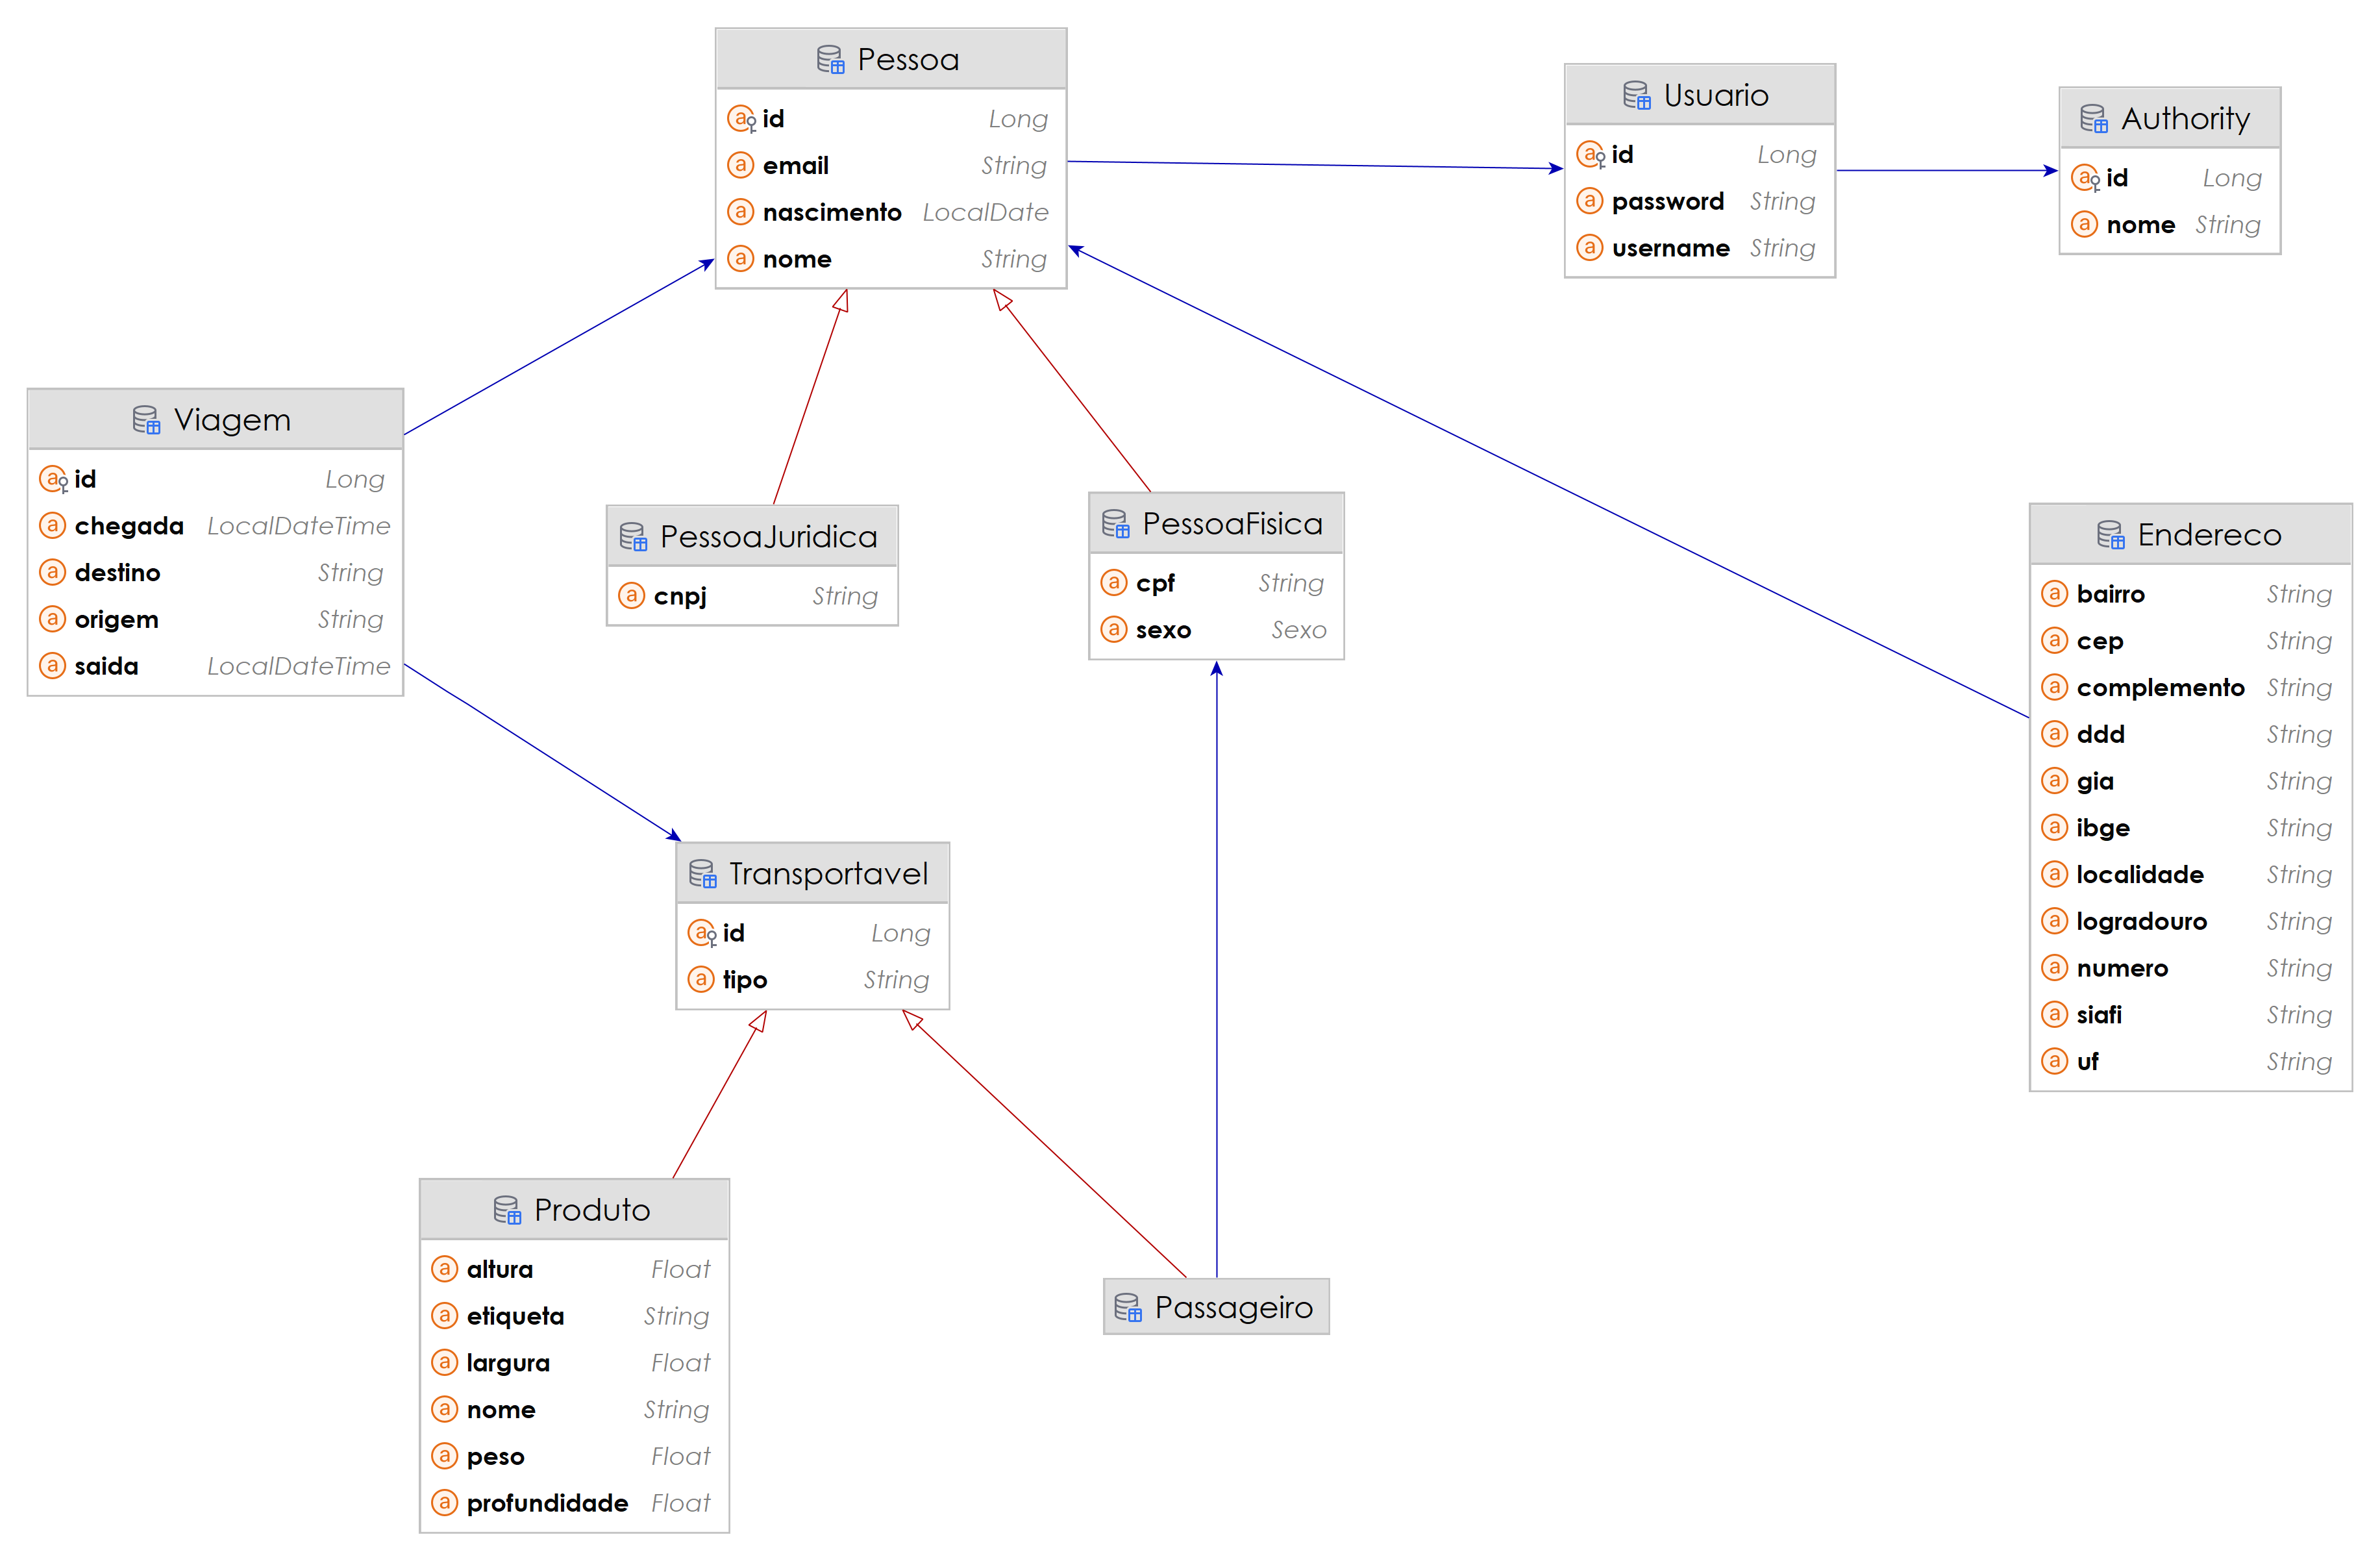 Pessoa
id Long
email String
nascimento LocalDate
nome String
Usuario
id Long
password String
username String
Authority
id Long
nome String
Viagem
id Long
chegada LocalDateTime
destino String
origem String
saida LocalDateTime
PessoaJuridica
cnpj String
PessoaFisica
cpf String
sexo Sexo
Endereco
bairro String
cep String
complemento String
ddd String
gia String
ibge String
localidade String
logradouro String
numero String
siafi String
uf String
Transportavel
id Long
tipo String
Produto
altura Float
etiqueta String
largura Float
nome String
peso Float
profundidade Float
Passageiro